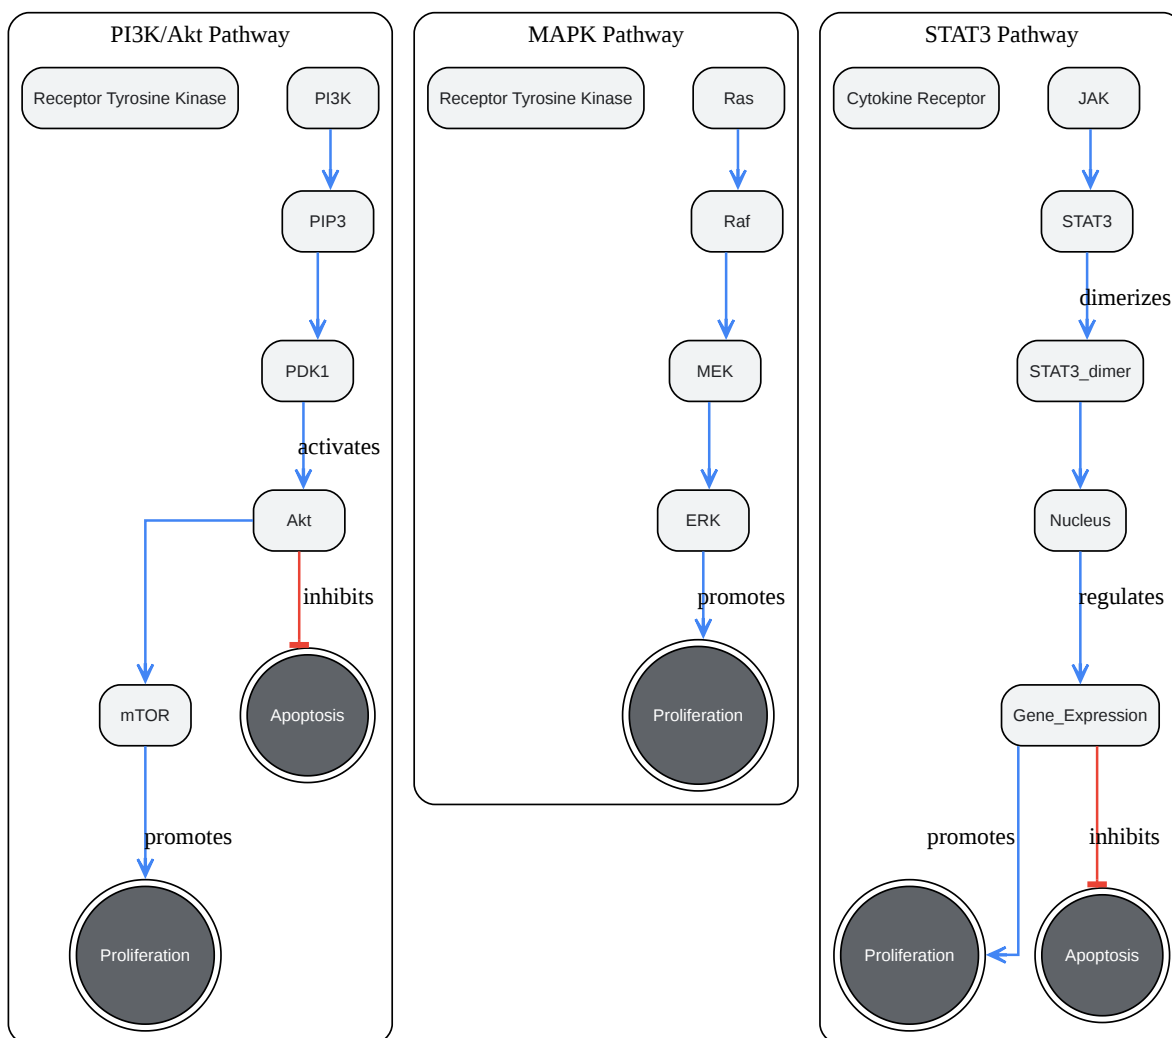 PI3K/Akt Pathway
Receptor Tyrosine Kinase
PI3K
PIP3
PDK1
activates
Akt
inhibits
mTOR
Apoptosis
promotes
Proliferation
MAPK Pathway
Receptor Tyrosine Kinase
Ras
Raf
MEK
ERK
promotes
Proliferation
STAT3 Pathway
Cytokine Receptor
JAK
STAT3
dimerizes
STAT3_dimer
Nucleus
regulates
Gene_Expression
promotes
inhibits
Proliferation
Apoptosis